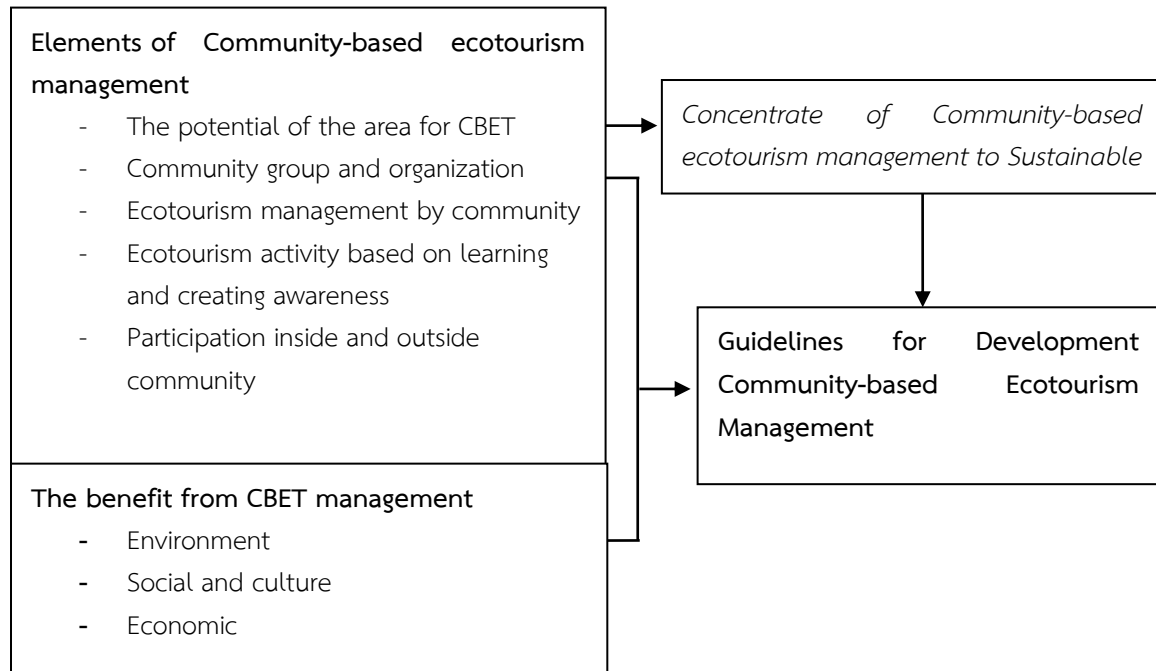 Elements of Community-based ecotourism
management
- The potential of the area for CBET
- Community group and organization
- Ecotourism management by community
- Ecotourism activity based on learning
and creating awareness
- Participation inside and outside
community
The benefit from CBET management
- Environment
- Social and culture
- Economic
Concentrate of Community-based
ecotourism management to Sustainable
Guidelines for Development
Community-based Ecotourism
Management